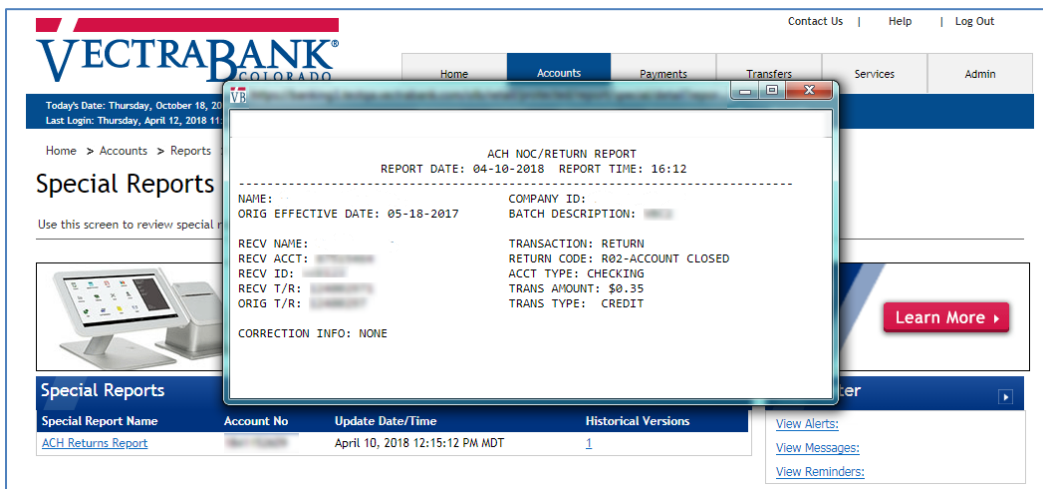 Contact Us | Help | Log Out
VECTRABANK®
COLORADO
Home Accounts Payments Transfers Services Admin
Today's Date: Thursday, October 18, 20
Last Login: Thursday, April 12, 2018 11:
Home > Accounts > Reports
Special Reports
Use this screen to review special
VB
ACH NOC/RETURN REPORT
REPORT DATE: 04-10-2018 REPORT TIME: 16:12
NAME: COMPANY ID:
ORIG EFFECTIVE DATE: 05-18-2017 BATCH DESCRIPTION:
RECV NAME: TRANSACTION: RETURN
RECV ACCT: RETURN CODE: R02-ACCOUNT CLOSED
RECV ID: ACCT TYPE: CHECKING
RECV T/R: TRANS AMOUNT: $0.35
ORIG T/R: TRANS TYPE: CREDIT
CORRECTION INFO: NONE
Learn More
Special Reports
Special Report Name Account No Update Date/Time Historical Versions
ACH Returns Report April 10, 2018 12:15:12 PM MDT 1
ter
View Alerts:
View Messages:
View Reminders: